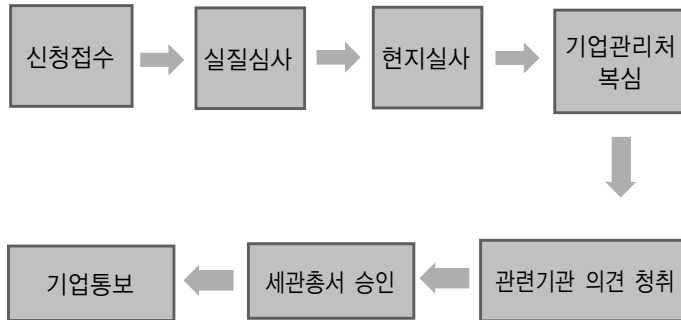 신청접수
실질심사
현지실사
기업관리처
복심
관련기관 의견 청취
세관총서 승인
기업통보